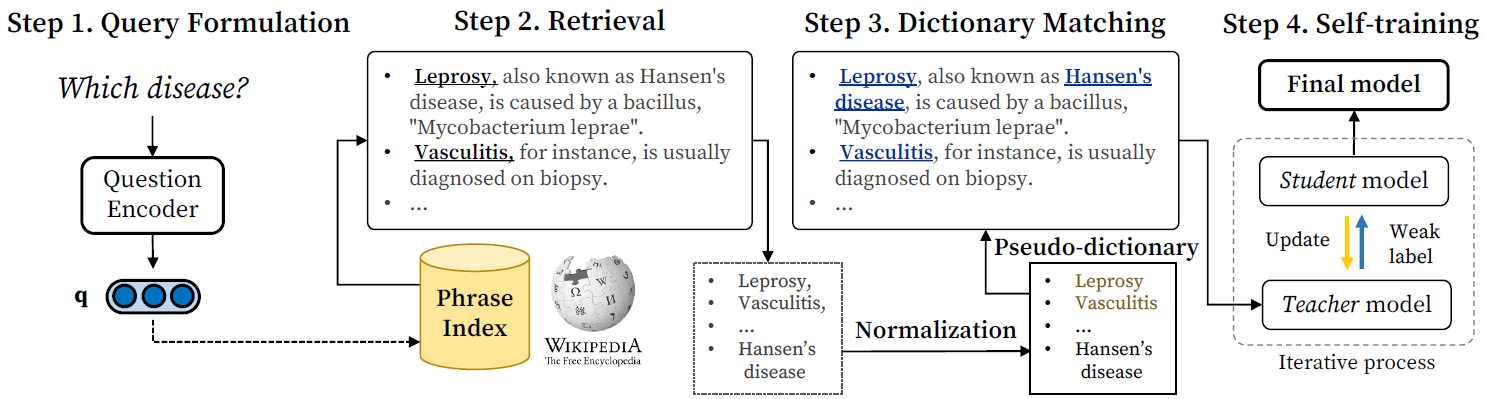 Step 1. Query Formulation
Which disease?
Question
Encoder
q
Step 2. Retrieval
• Leprosy, also known as Hansen's
disease, is caused by a bacillus,
"Mycobacterium leprae".
• Vasculitis, for instance, is usually
diagnosed on biopsy.
• ...
Phrase
Index
WIKIPEDIA
The Free Encyclopedia
• Leprosy,
• Vasculitis,
• ...
• Hansen's
disease
Normalization
Step 3. Dictionary Matching
• Leprosy, also known as Hansen's
disease, is caused by a bacillus,
"Mycobacterium leprae".
• Vasculitis, for instance, is usually
diagnosed on biopsy.
• ...
Pseudo-dictionary
• Leprosy
• Vasculitis
• ...
• Hansen's
disease
Step 4. Self-training
Final model
Student model
Update
Weak
label
Teacher model
Iterative process